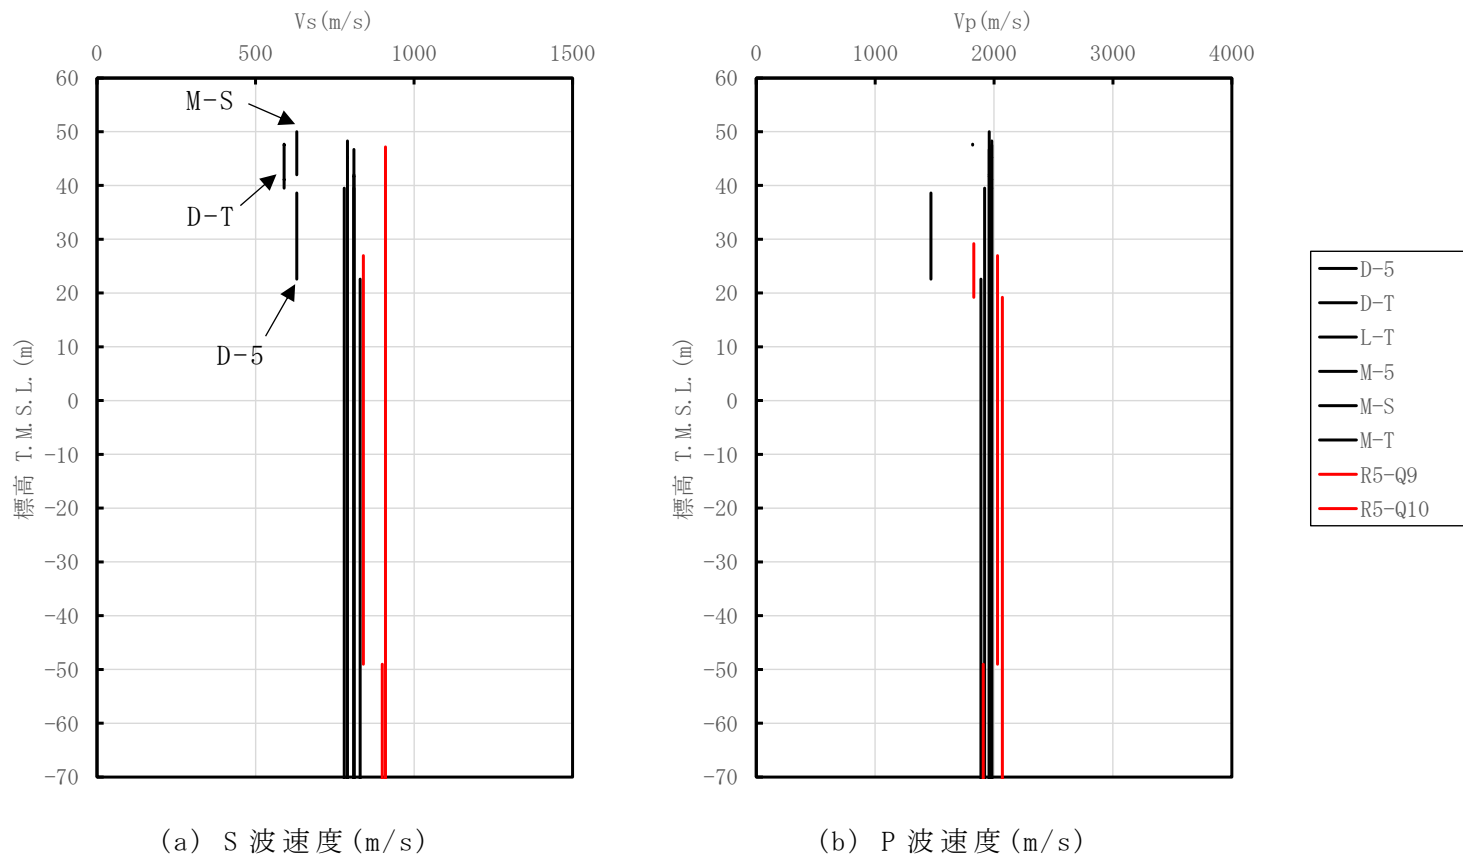 Vs(m/s)
0 500 1000 1500
60
50
40
30
20
10
0
-10
-20
-30
-40
-50
-60
-70
標高 T.M.S.L.(m)
M-S
D-T
D-5
(a) S 波速度(m/s)
Vp(m/s)
0 1000 2000 3000 4000
60
50
40
30
20
10
0
-10
-20
-30
-40
-50
-60
-70
標高 T.M.S.L.(m)
(b) P 波速度(m/s)
D-5
D-T
L-T
M-5
M-S
M-T
R5-Q9
R5-Q10